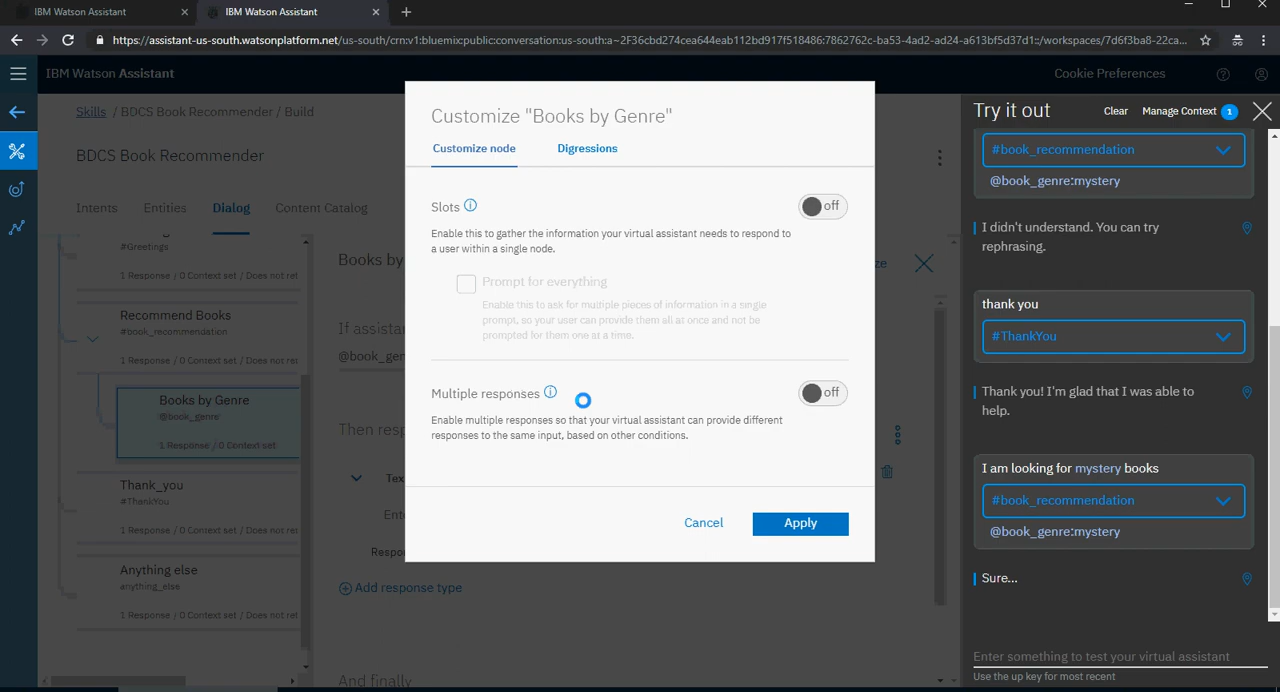 IBM Watson Assistant
IBM Watson Assistant
https://assistant-us-south.watsonplatform.net/us-south/crn:v1:bluemix:public:conversation:us-south:a~2F36cbd274cea644eab112bd917f518486:7862762c-ba53-4ad2-ad24-a613bf5d37d1::/workspaces/7d6f3ba8-22ca...
IBM Watson Assistant
Cookie Preferences
Skills / BDCS Book Recommender / Build
BDCS Book Recommender
Intents Entities Dialog Content Catalog
#Greetings
1 Response / 0 Context set / Does not ret
Recommend Books
#book_recommendation
1 Response / 0 Context set / Does not ret
Books by Genre
@book_genre
1 Response / 0 Context set
Thank_you
#ThankYou
1 Response / 0 Context set / Does not ret
Anything else
anything_else
1 Response / 0 Context set / Does not ret
Books by
ze
If assista
@book_gen
Then resp
Tex
Ente
Respon
Add response type
And finally
Customize "Books by Genre"
Customize node Digressions
Slots
off
Enable this to gather the information your virtual assistant needs to respond to
a user within a single node.
Prompt for everything
Enable this to ask for multiple pieces of information in a single
prompt, so your user can provide them all at once and not be
prompted for them one at a time.
Multiple responses
off
Enable multiple responses so that your virtual assistant can provide different
responses to the same input, based on other conditions.
Cancel Apply
Try it out Clear Manage Context 1
#book_recommendation
@book_genre:mystery
I didn't understand. You can try
rephrasing.
thank you
#ThankYou
Thank you! I'm glad that I was able to
help.
I am looking for mystery books
#book_recommendation
@book_genre:mystery
Sure...
Enter something to test your virtual assistant
Use the up key for most recent